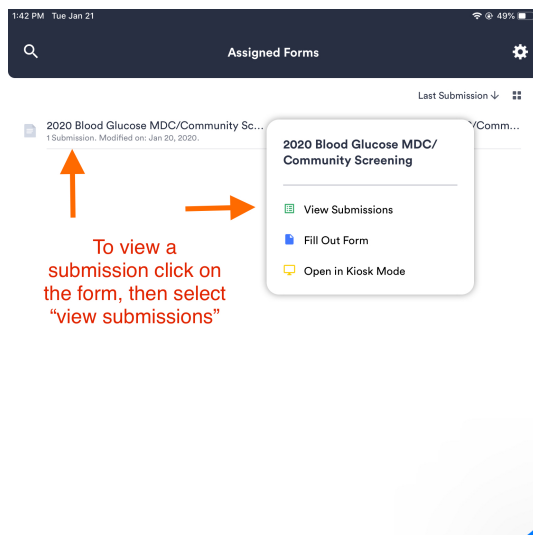 1:42 PM Tue Jan 21
49%
Assigned Forms
Last Submission ↓
2020 Blood Glucose MDC/Community Sc...
1 Submission. Modified on: Jan 20, 2020.
/Comm...
2020 Blood Glucose MDC/
Community Screening
View Submissions
Fill Out Form
Open in Kiosk Mode
To view a
submission click on
the form, then select
“view submissions”